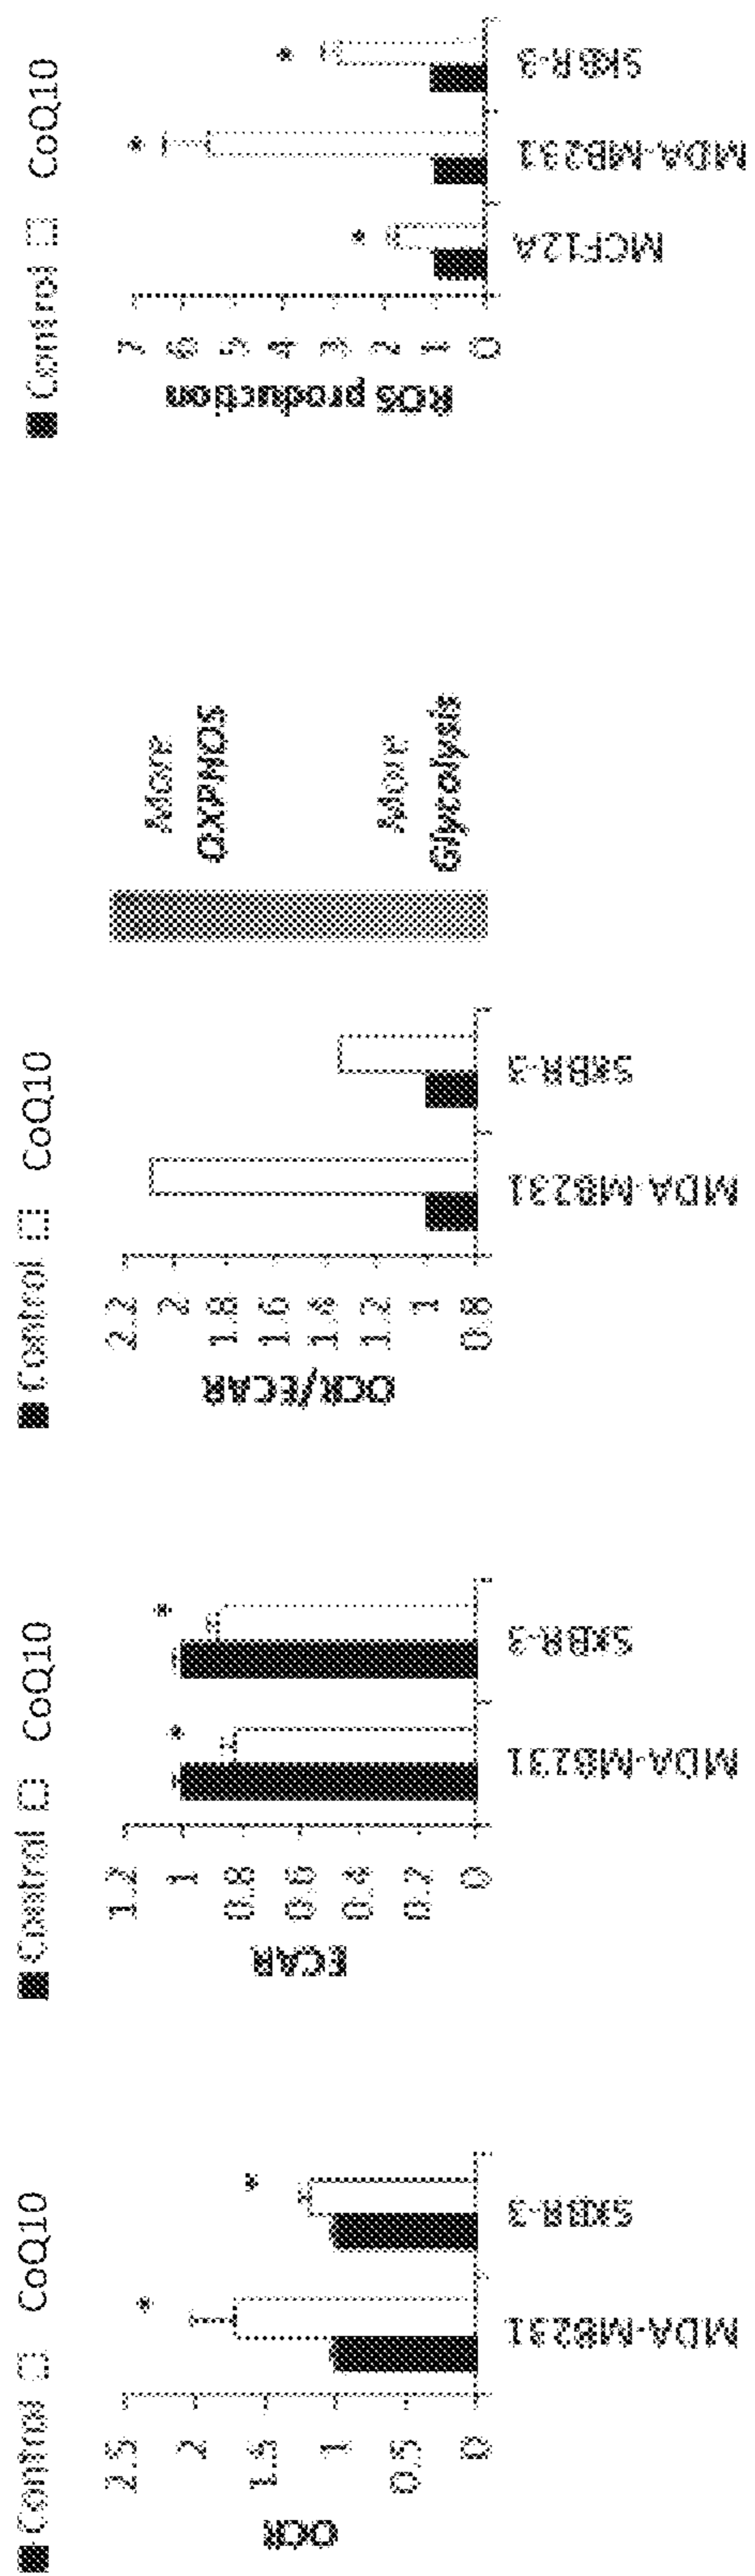 Control CoQ10
OCR
2.5
2
1.5
1
0.5
0
MDA-MB231
SKBR-3
*
*
Control CoQ10
ECAR
1.2
1
0.8
0.6
0.4
0.2
0
MDA-MB231
SKBR-3
*
*
Control CoQ10
OCR/ECAR
2.2
2
1.8
1.6
1.4
1.2
1
0.8
MDA-MB231
SKBR-3
More
OXPHOS
More
Glycolysis
Control CoQ10
ROS production
7
6
5
4
3
2
1
0
MCF12A
MDA-MB231
SKBR-3
*
*
*